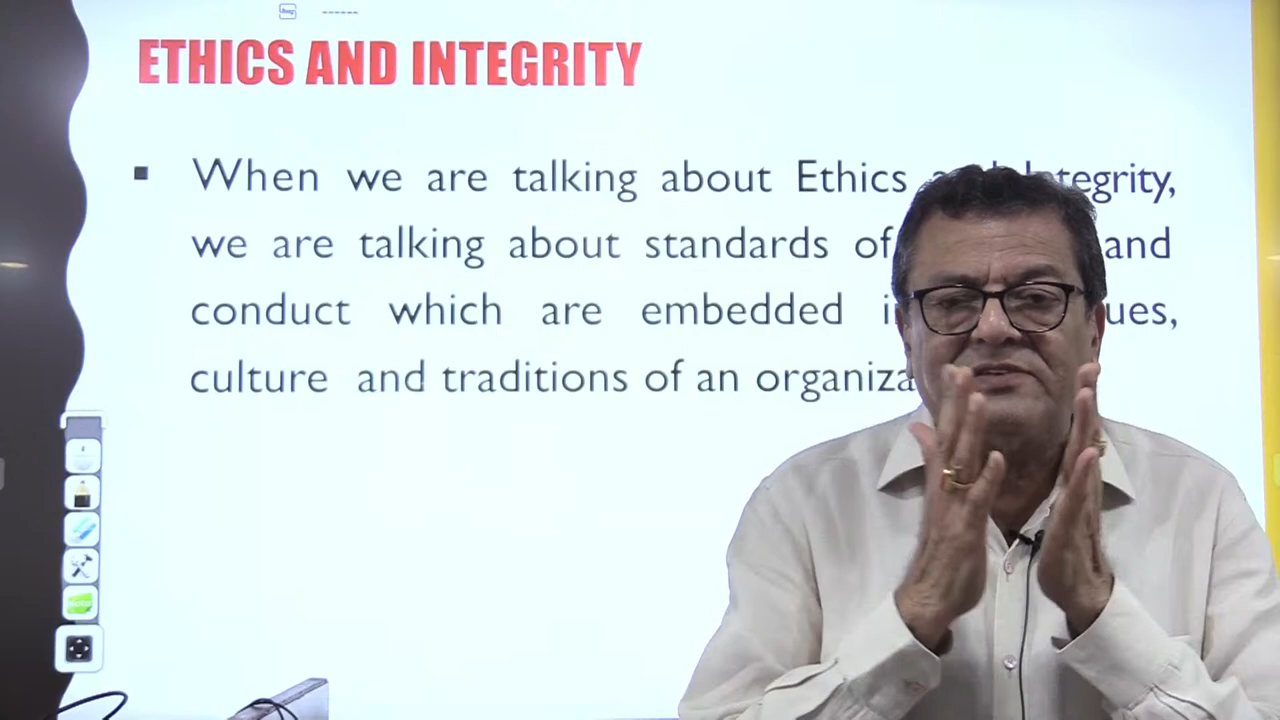 ETHICS AND INTEGRITY
When we are talking about Ethics
we are talking about standards of and
conduct which are embedded
culture and traditions of an